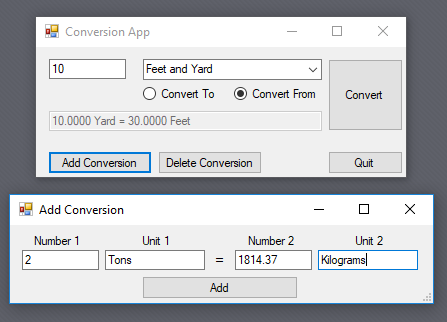 Conversion App
10
Feet and Yard
Convert To
Convert From
Convert
10.0000 Yard = 30.0000 Feet
Add Conversion
Delete Conversion
Quit
Add Conversion
Number 1
Unit 1
Number 2
Unit 2
2
Tons
=
1814.37
Kilograms
Add